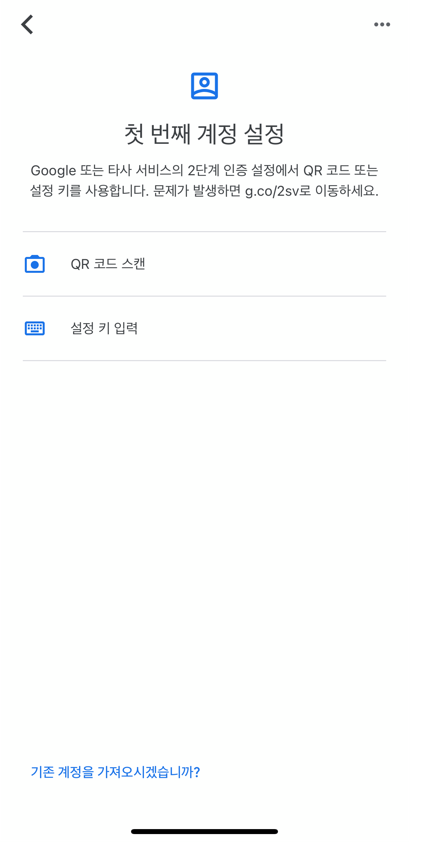 첫 번째 계정 설정
Google 또는 타사 서비스의 2단계 인증 설정에서 QR 코드 또는
설정 키를 사용합니다. 문제가 발생하면 g.co/2sv로 이동하세요.
QR 코드 스캔
설정 키 입력
기존 계정을 가져오시겠습니까?